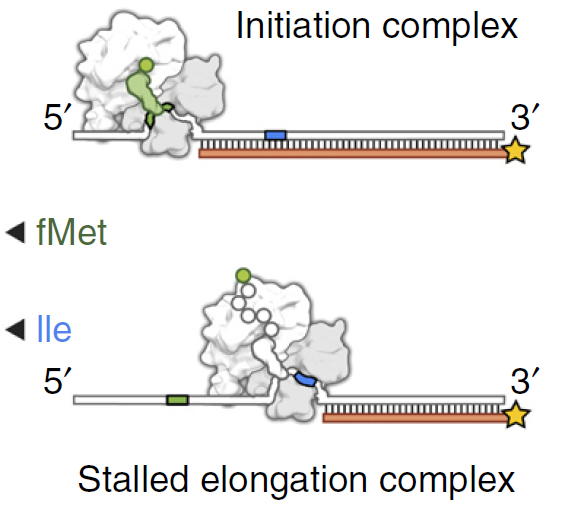 Initiation complex
5′ 3′
◀ fMet
◀ Ile
5′ 3′
Stalled elongation complex